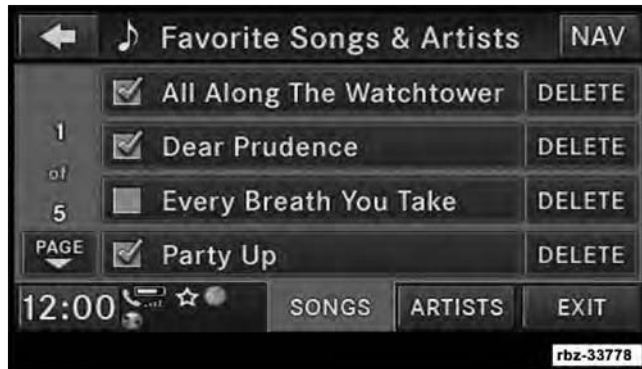 Favorite Songs & Artists NAV
All Along The Watchtower DELETE
1
of
5
Dear Prudence DELETE
Every Breath You Take DELETE
PAGE
Party Up DELETE
12:00 SONGS ARTISTS EXIT
rbz-33778